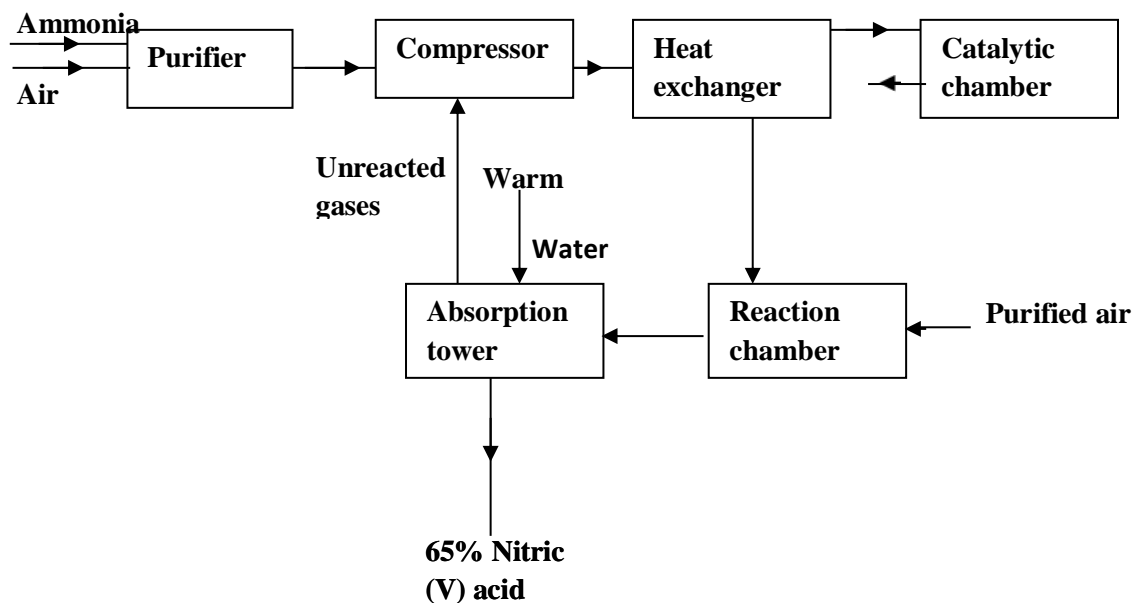 Ammonia
Air
Purifier
Compressor
Heat
exchanger
Catalytic
chamber
Unreacted
gases
Warm
Water
Absorption
tower
Reaction
chamber
Purified air
65% Nitric
(V) acid